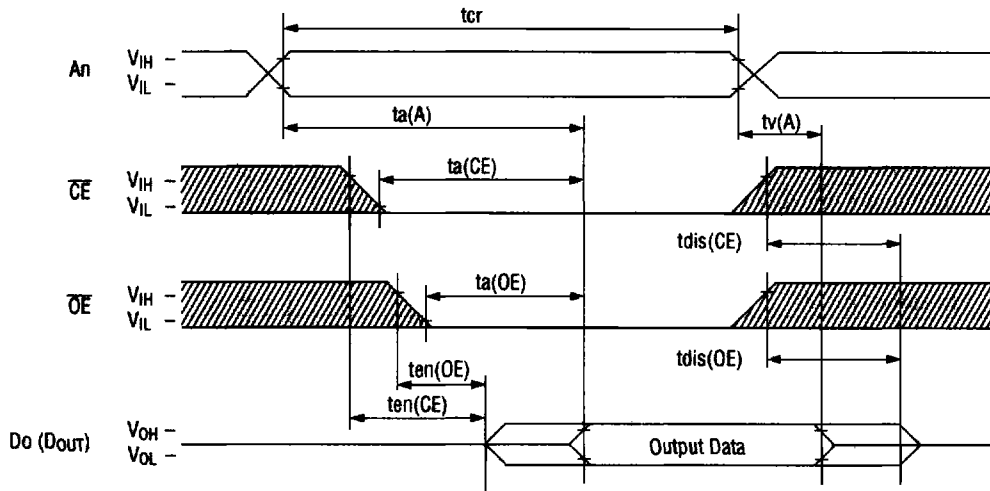 tcr
An
VIH
VIL
ta(A)
tv(A)
CE
VIH
VIL
ta(CE)
tdis(CE)
OE
VIH
VIL
ta(OE)
tdis(OE)
ten(OE)
ten(CE)
Do (DOUT)
VOH
VOL
Output Data